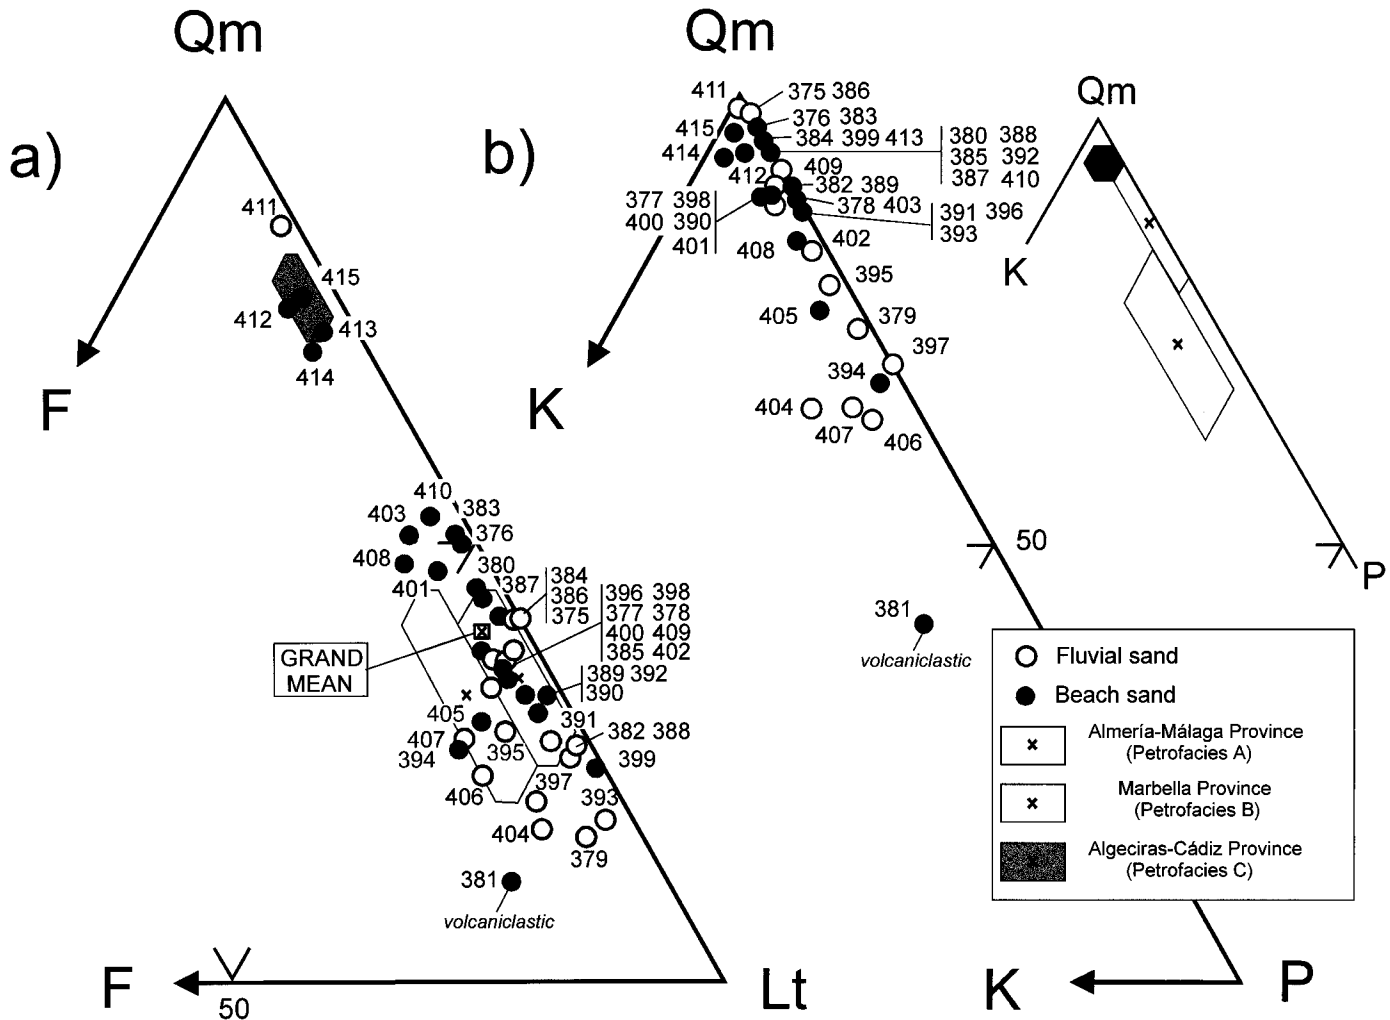 a)
Qm
411
415
412
413
414
F
410
383
403
376
408
380
401
387
384
386
375
396 398
377 378
400 409
385 402
GRAND
MEAN
389 392
390
405
391
382 388
407
395
394
399
397
406
393
404
379
381
volcaniclastic
F
50
Lt
b)
Qm
411
375 386
376 383
415
384 399 413
380 388
385 392
387 410
414
409
412
382 389
377 398
400 390
401
378 403
391 396
393
408
402
395
405
379
397
394
404
407
406
K
50
381
volcaniclastic
K
P
Qm
K
P
Fluvial sand
Beach sand
Almería-Málaga Province
(Petrofacies A)
Marbella Province
(Petrofacies B)
Algeciras-Cádiz Province
(Petrofacies C)